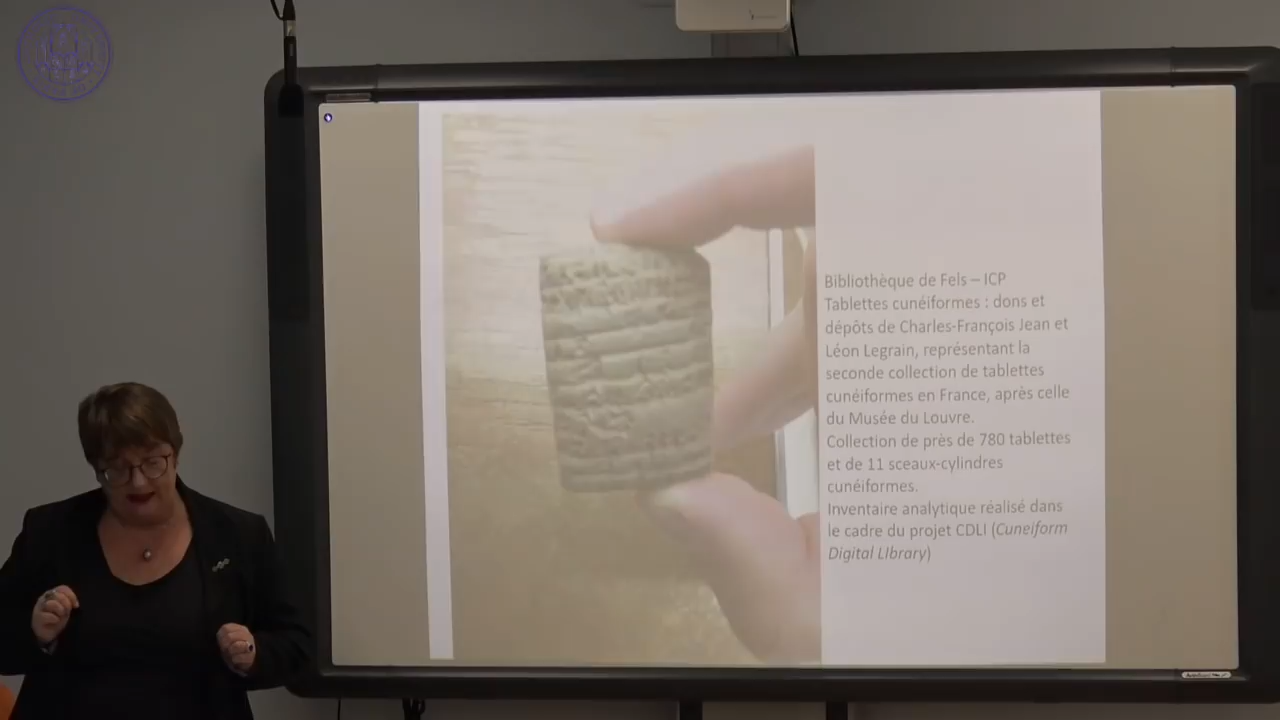 Bibliothèque de Fels – ICP
Tablettes cunéiformes : dons et
dépôts de Charles-François Jean et
Léon Legrain, représentant la
seconde collection de tablettes
cunéiformes en France, après celle
du Musée du Louvre.
Collection de près de 780 tablettes
et de 11 sceaux-cylindres
cunéiformes.
Inventaire analytique réalisé dans
le cadre du projet CDLI (Cuneiform
Digital LIbrary)